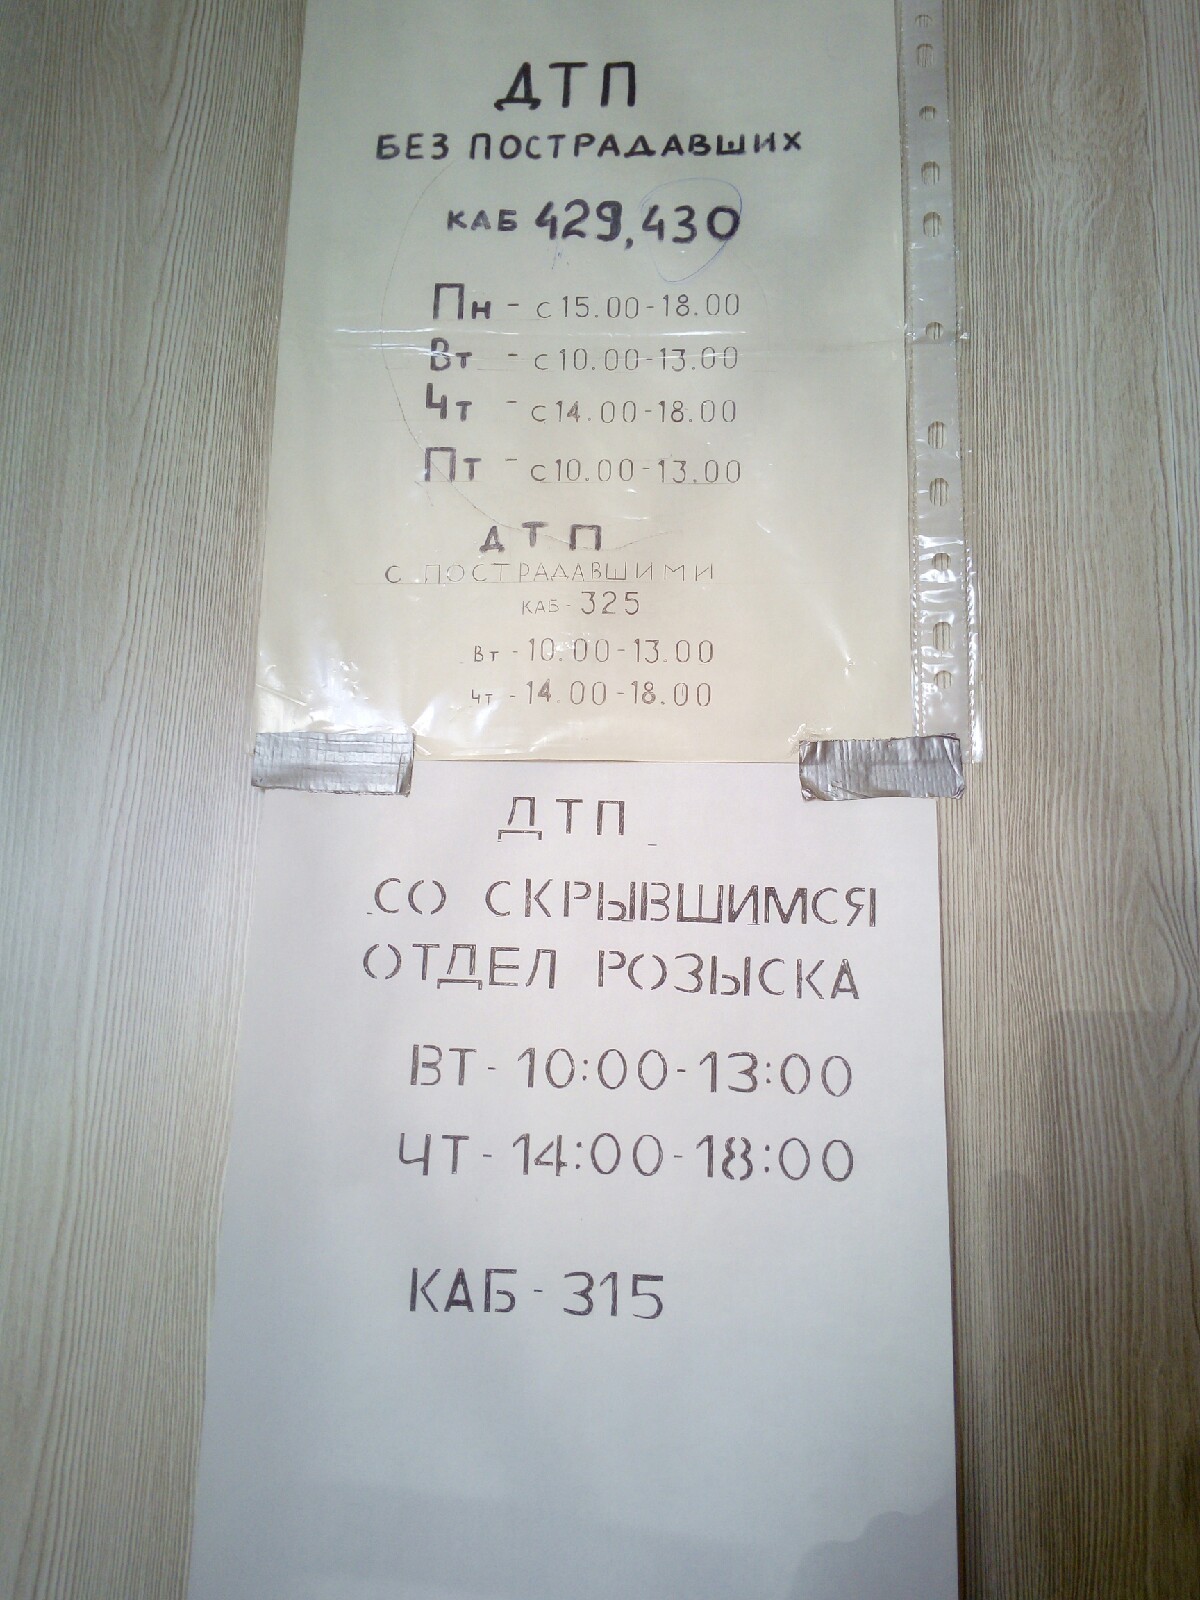 ДТП
БЕЗ ПОСТРАДАВШИХ
КАБ 429,430
Пн - с 15.00-18.00
Вт - с 10.00-13.00
Чт - с 14.00-18.00
Пт - с 10.00-13.00
ДТП
С ПОСТРАДАВШИМИ
КАБ - 325
Вт - 10.00-13.00
Чт - 14.00-18.00
ДТП
СО СКРЫВШИМСЯ
ОТДЕЛ РОЗЫСКА
ВТ - 10:00-13:00
ЧТ - 14:00-18:00
КАБ - 315